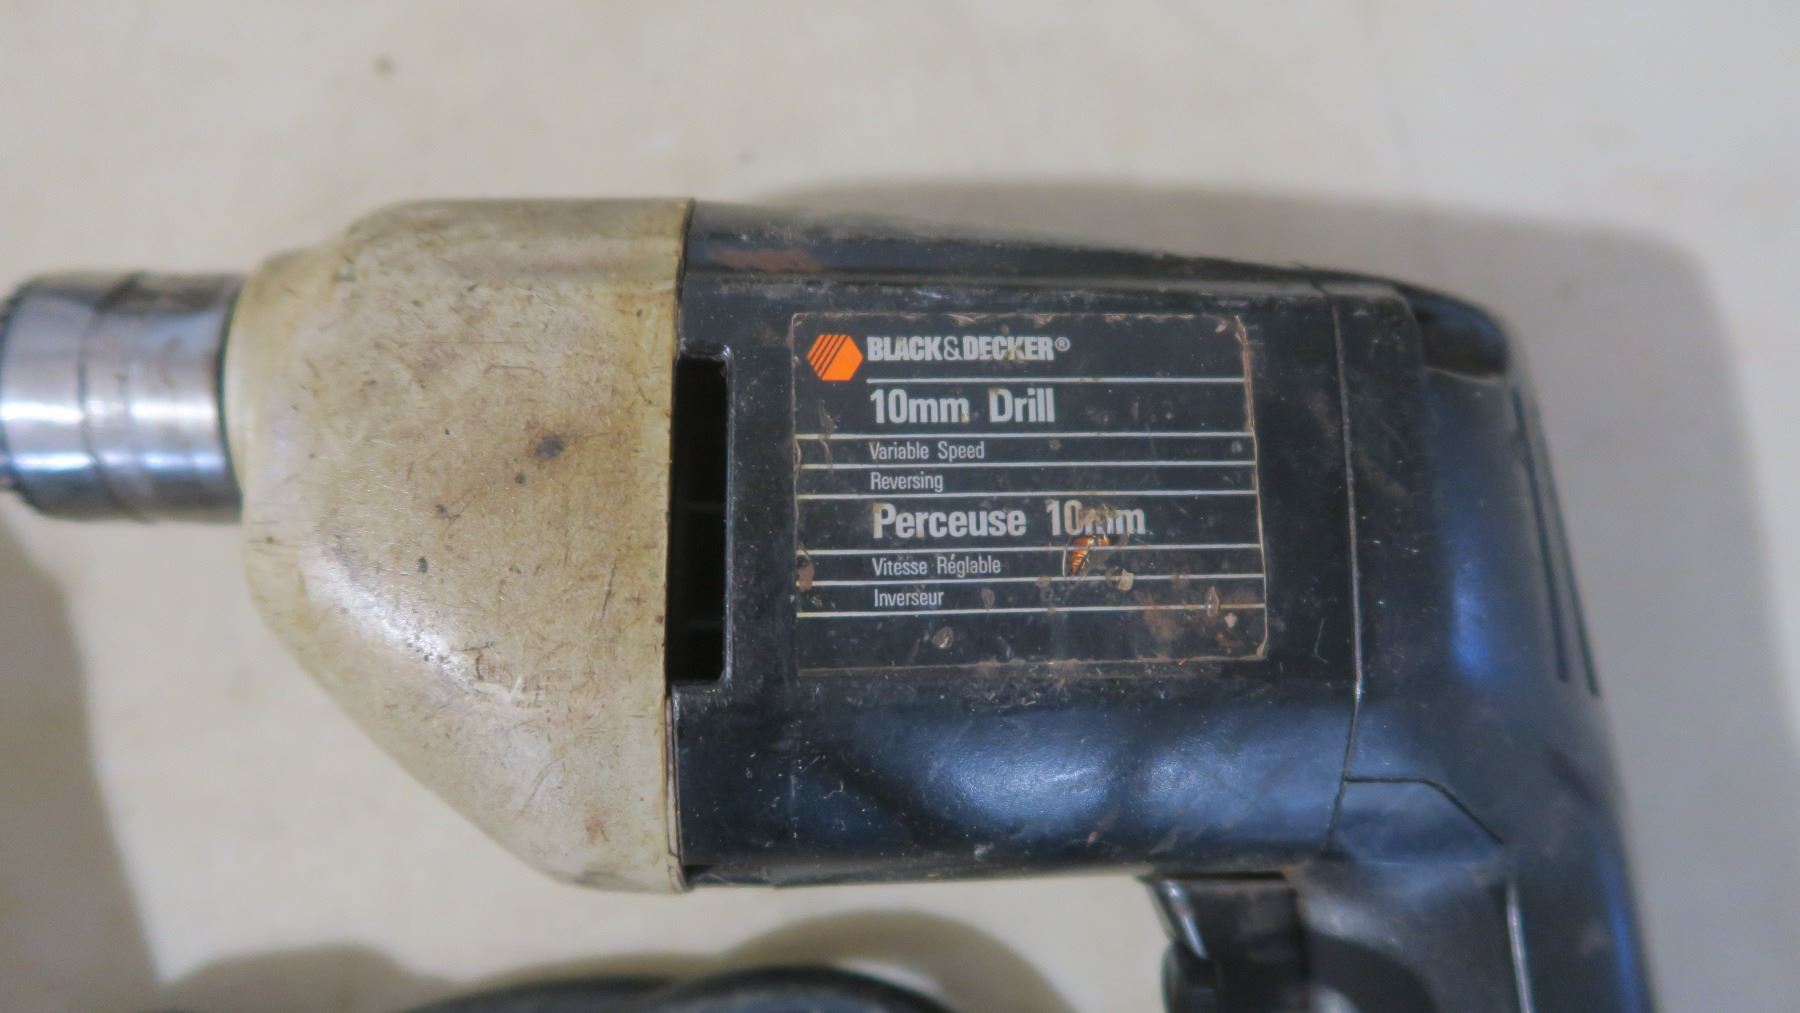 BLACK&DECKER®
10mm Drill
Variable Speed
Reversing
Perceuse 10mm
Vitesse Réglable
Inverseur